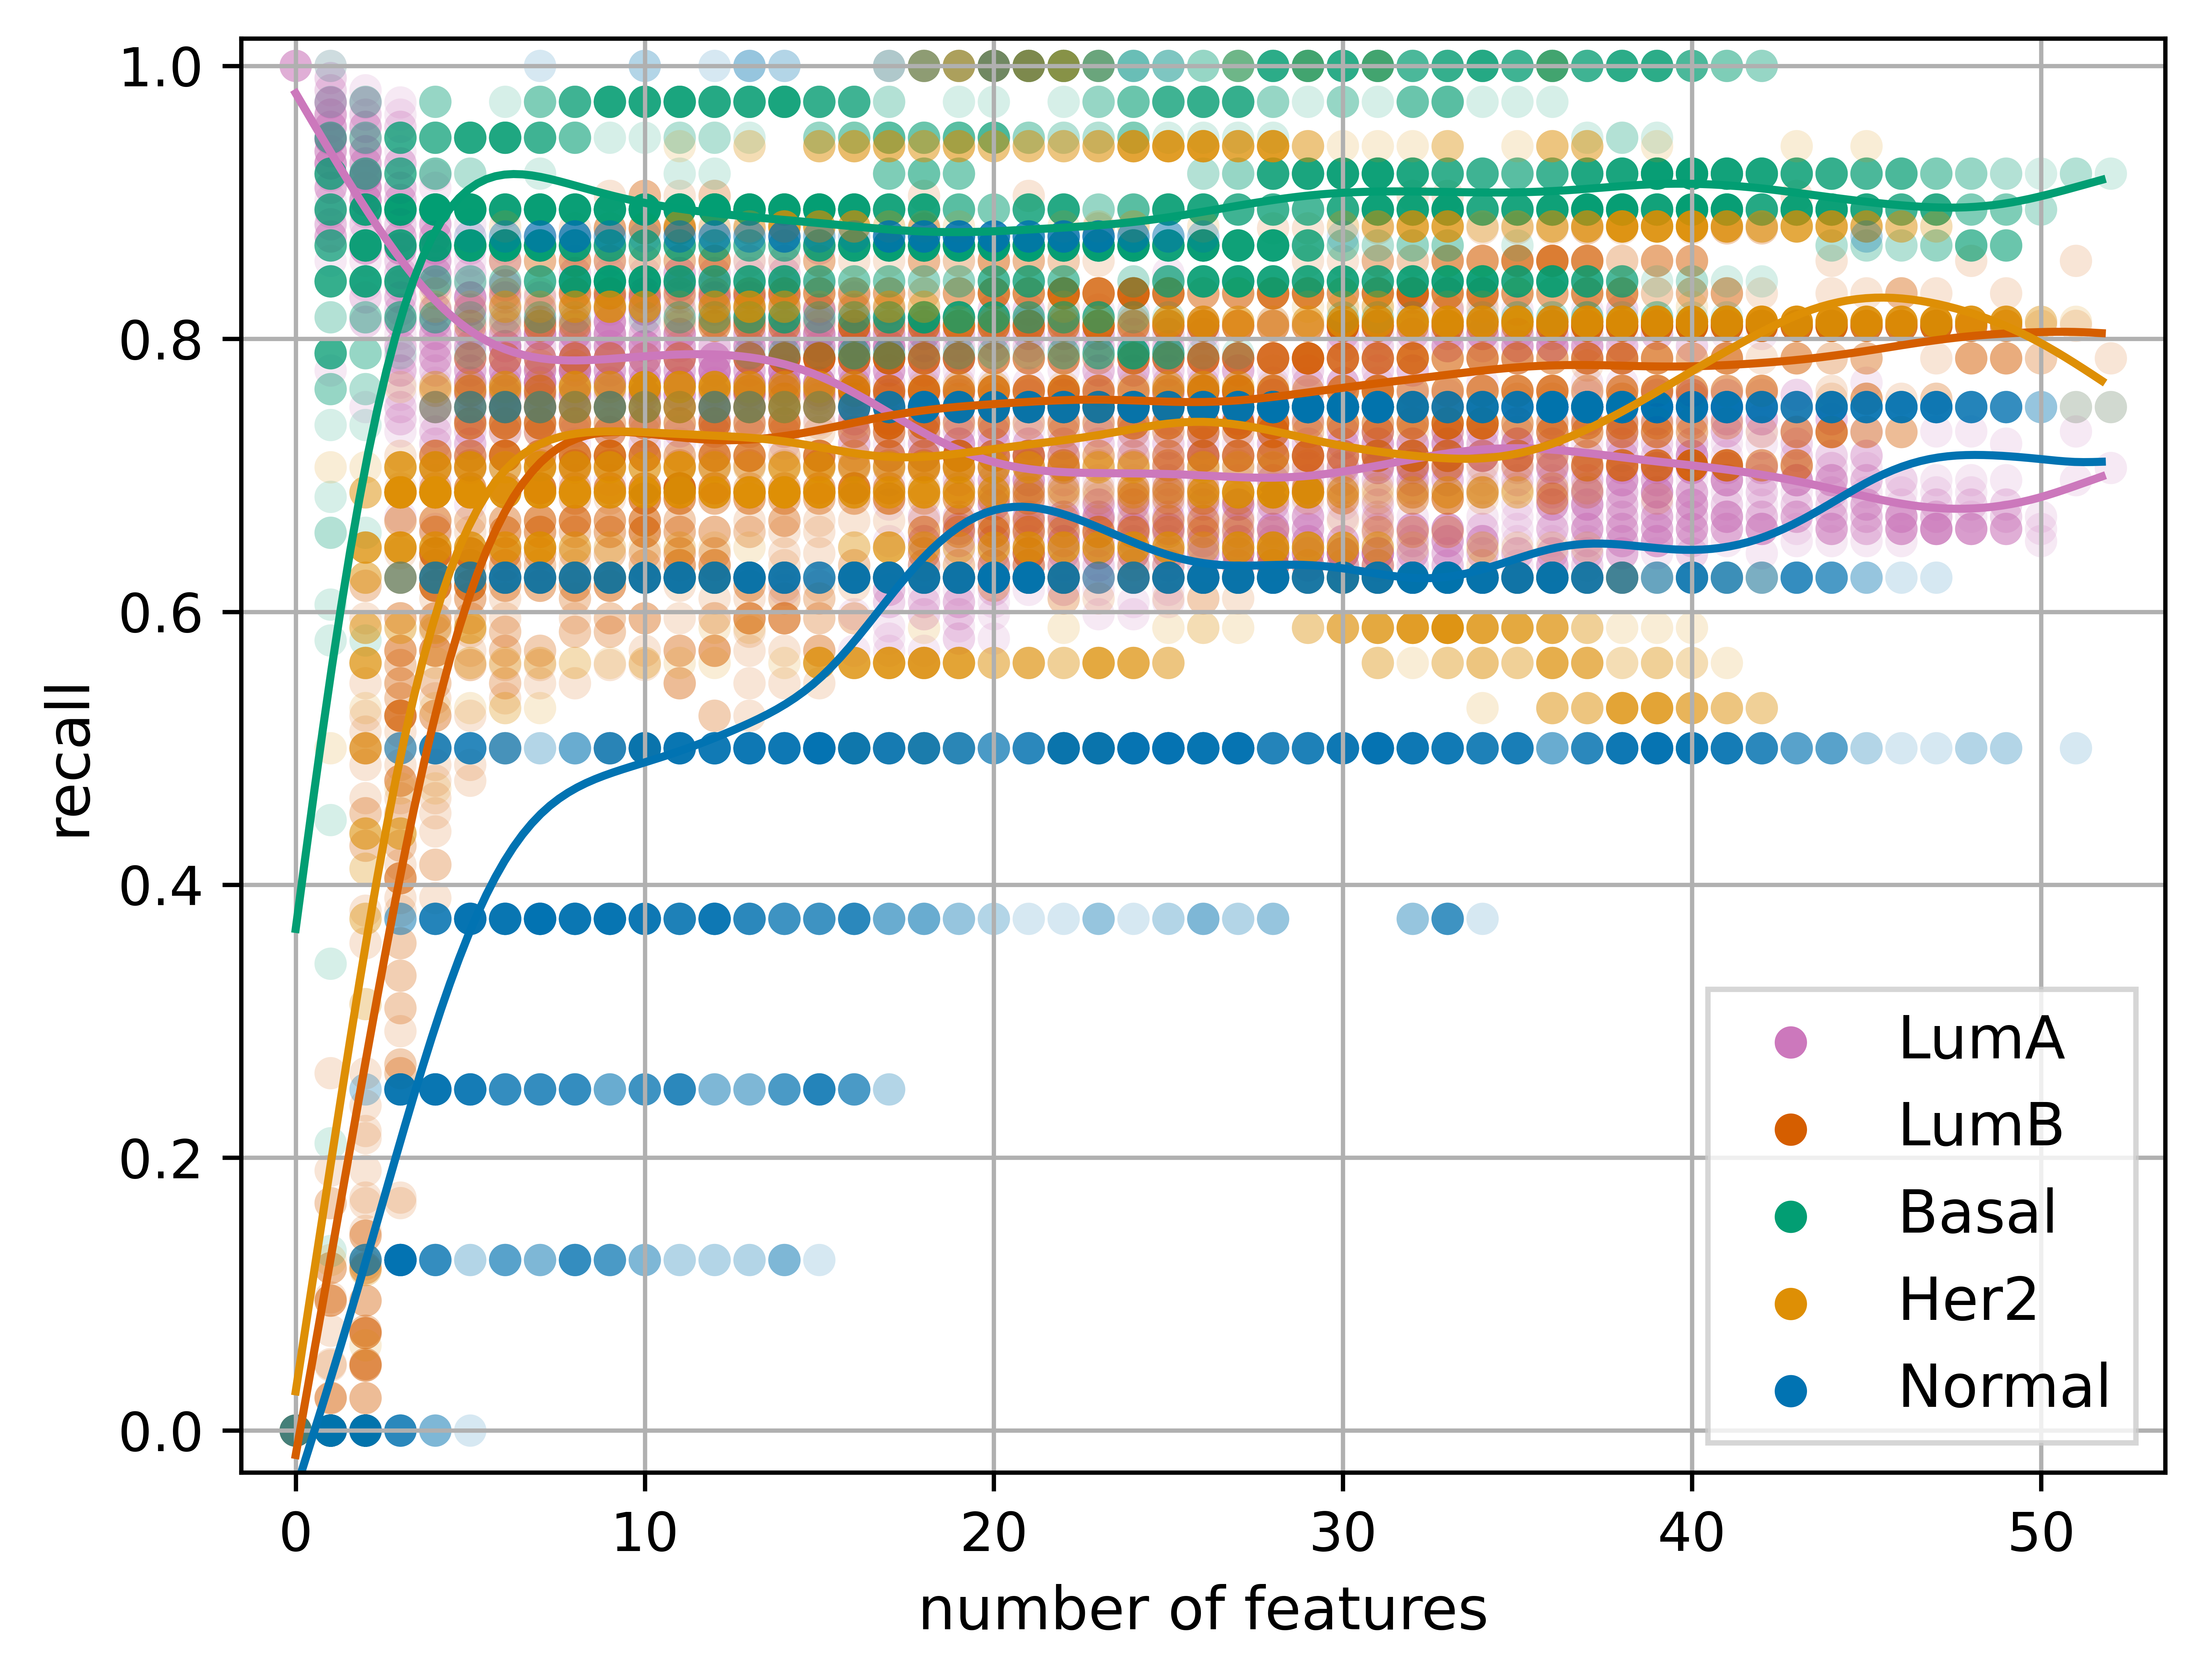 1.0
0.8
0.6
0.4
0.2
0.0
recall
0 10 20 30 40 50
number of features
LumA
LumB
Basal
Her2
Normal